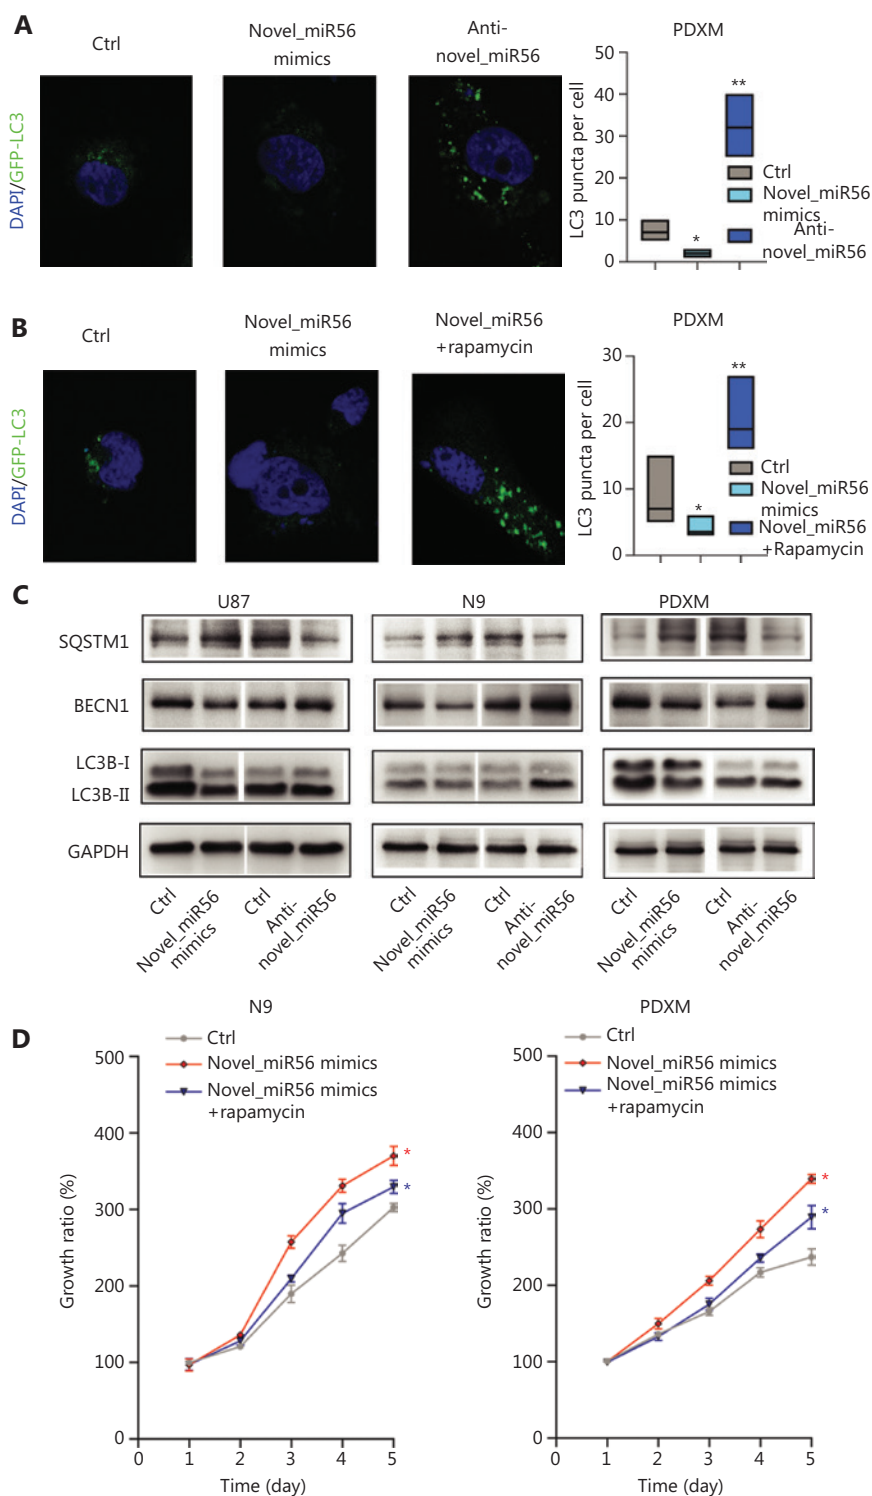 A
Ctrl
Novel_miR56
mimics
Anti-
novel_miR56
DAPI/GFP-LC3
PDXM
LC3 puncta per cell
50
40
30
20
10
0
**
*
Ctrl
Novel_miR56
mimics
Anti-
novel_miR56
B
Ctrl
Novel_miR56
mimics
Novel_miR56
+rapamycin
DAPI/GFP-LC3
PDXM
LC3 puncta per cell
30
20
10
0
**
*
Ctrl
Novel_miR56
mimics
Novel_miR56
+Rapamycin
C
U87
N9
PDXM
SQSTM1
BECN1
LC3B-I
LC3B-II
GAPDH
Ctrl
Novel_miR56
mimics
Ctrl
Anti-
novel_miR56
Ctrl
Novel_miR56
mimics
Ctrl
Anti-
novel_miR56
Ctrl
Novel_miR56
mimics
Ctrl
Anti-
novel_miR56
D
N9
Ctrl
Novel_miR56 mimics
Novel_miR56 mimics
+rapamycin
Growth ratio (%)
500
400
300
200
100
0
*
*
0 1 2 3 4 5
Time (day)
PDXM
Ctrl
Novel_miR56 mimics
Novel_miR56 mimics
+rapamycin
Growth ratio (%)
500
400
300
200
100
0
*
*
0 1 2 3 4 5
Time (day)